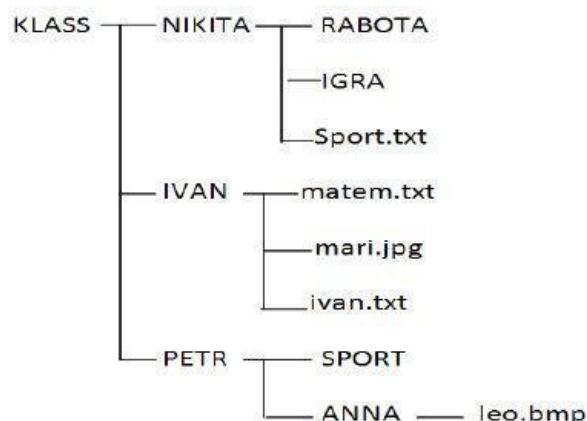 KLASS NIKITA RABOTA
IGRA
Sport.txt
IVAN matem.txt
mari.jpg
ivan.txt
PETR SPORT
ANNA leo.bmp